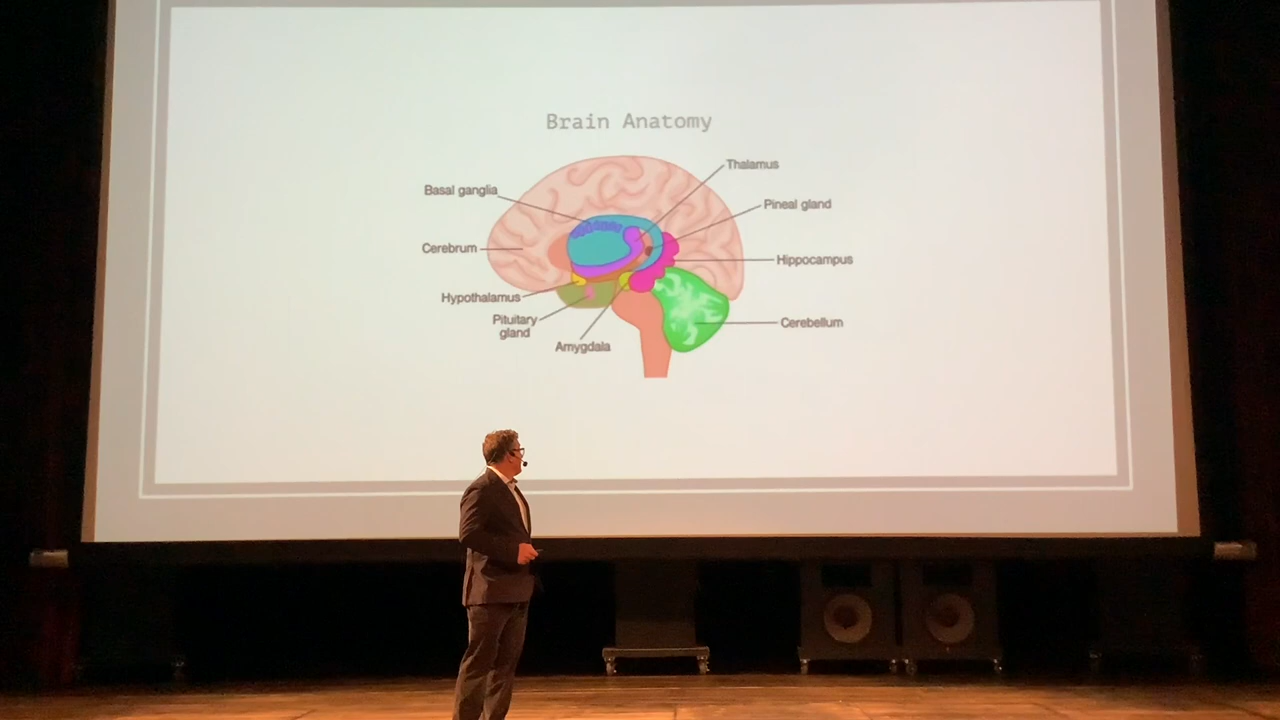 Brain Anatomy
Thalamus
Basal ganglia
Pineal gland
Cerebrum
Hippocampus
Hypothalamus
Pituitary
gland
Cerebellum
Amygdala